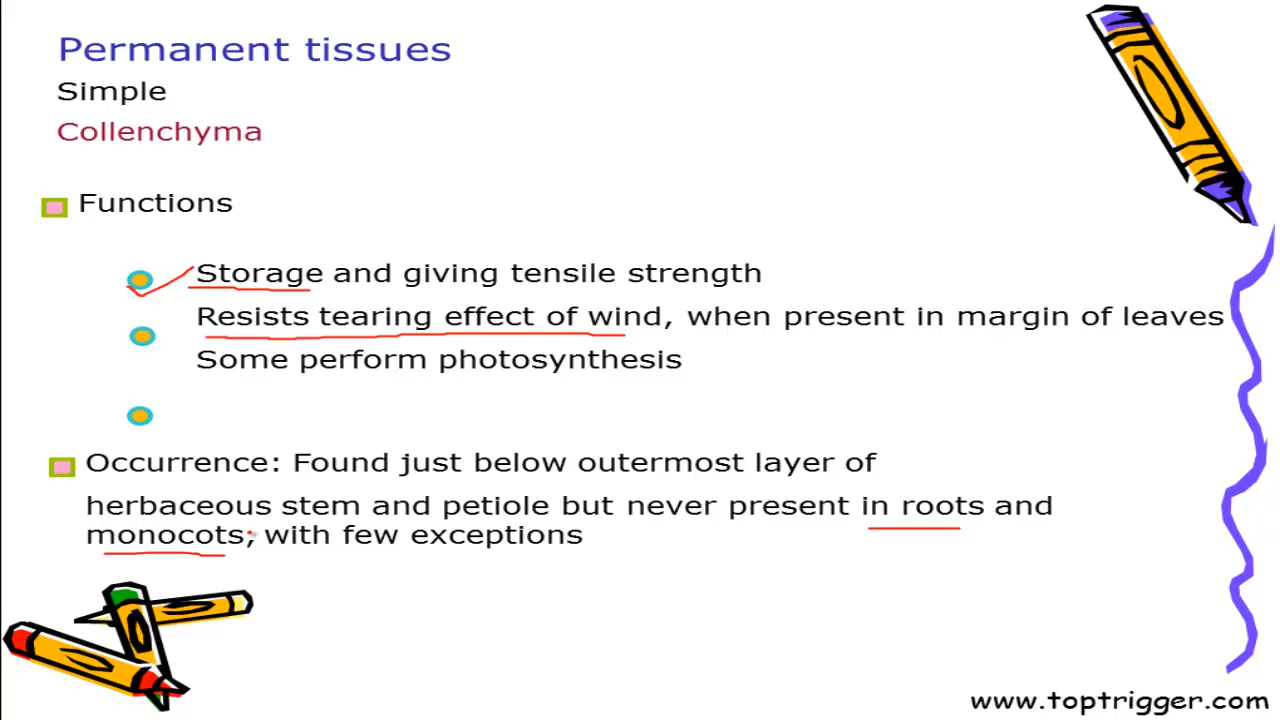 Permanent tissues
Simple
Collenchyma
Functions
Storage and giving tensile strength
Resists tearing effect of wind, when present in margin of leaves
Some perform photosynthesis
Occurrence: Found just below outermost layer of
herbaceous stem and petiole but never present in roots and
monocots; with few exceptions
www.toptrigger.com